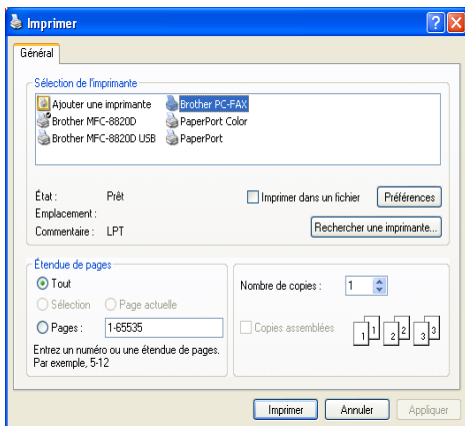 Imprimer
Général
Sélection de l'imprimante
Ajouter une imprimante
Brother PC-FAX
Brother MFC-8820D
PaperPort Color
Brother MFC-8820D USB
PaperPort
État : Prêt
Imprimer dans un fichier
Préférences
Emplacement :
Commentaire : LPT
Rechercher une imprimante...
Étendue de pages
Tout
Nombre de copies : 1
Sélection
Page actuelle
Pages : 1-65535
Copies assemblées
1 1 2 2 3 3
Entrez un numéro ou une étendue de pages.
Par exemple, 5-12
Imprimer
Annuler
Appliquer